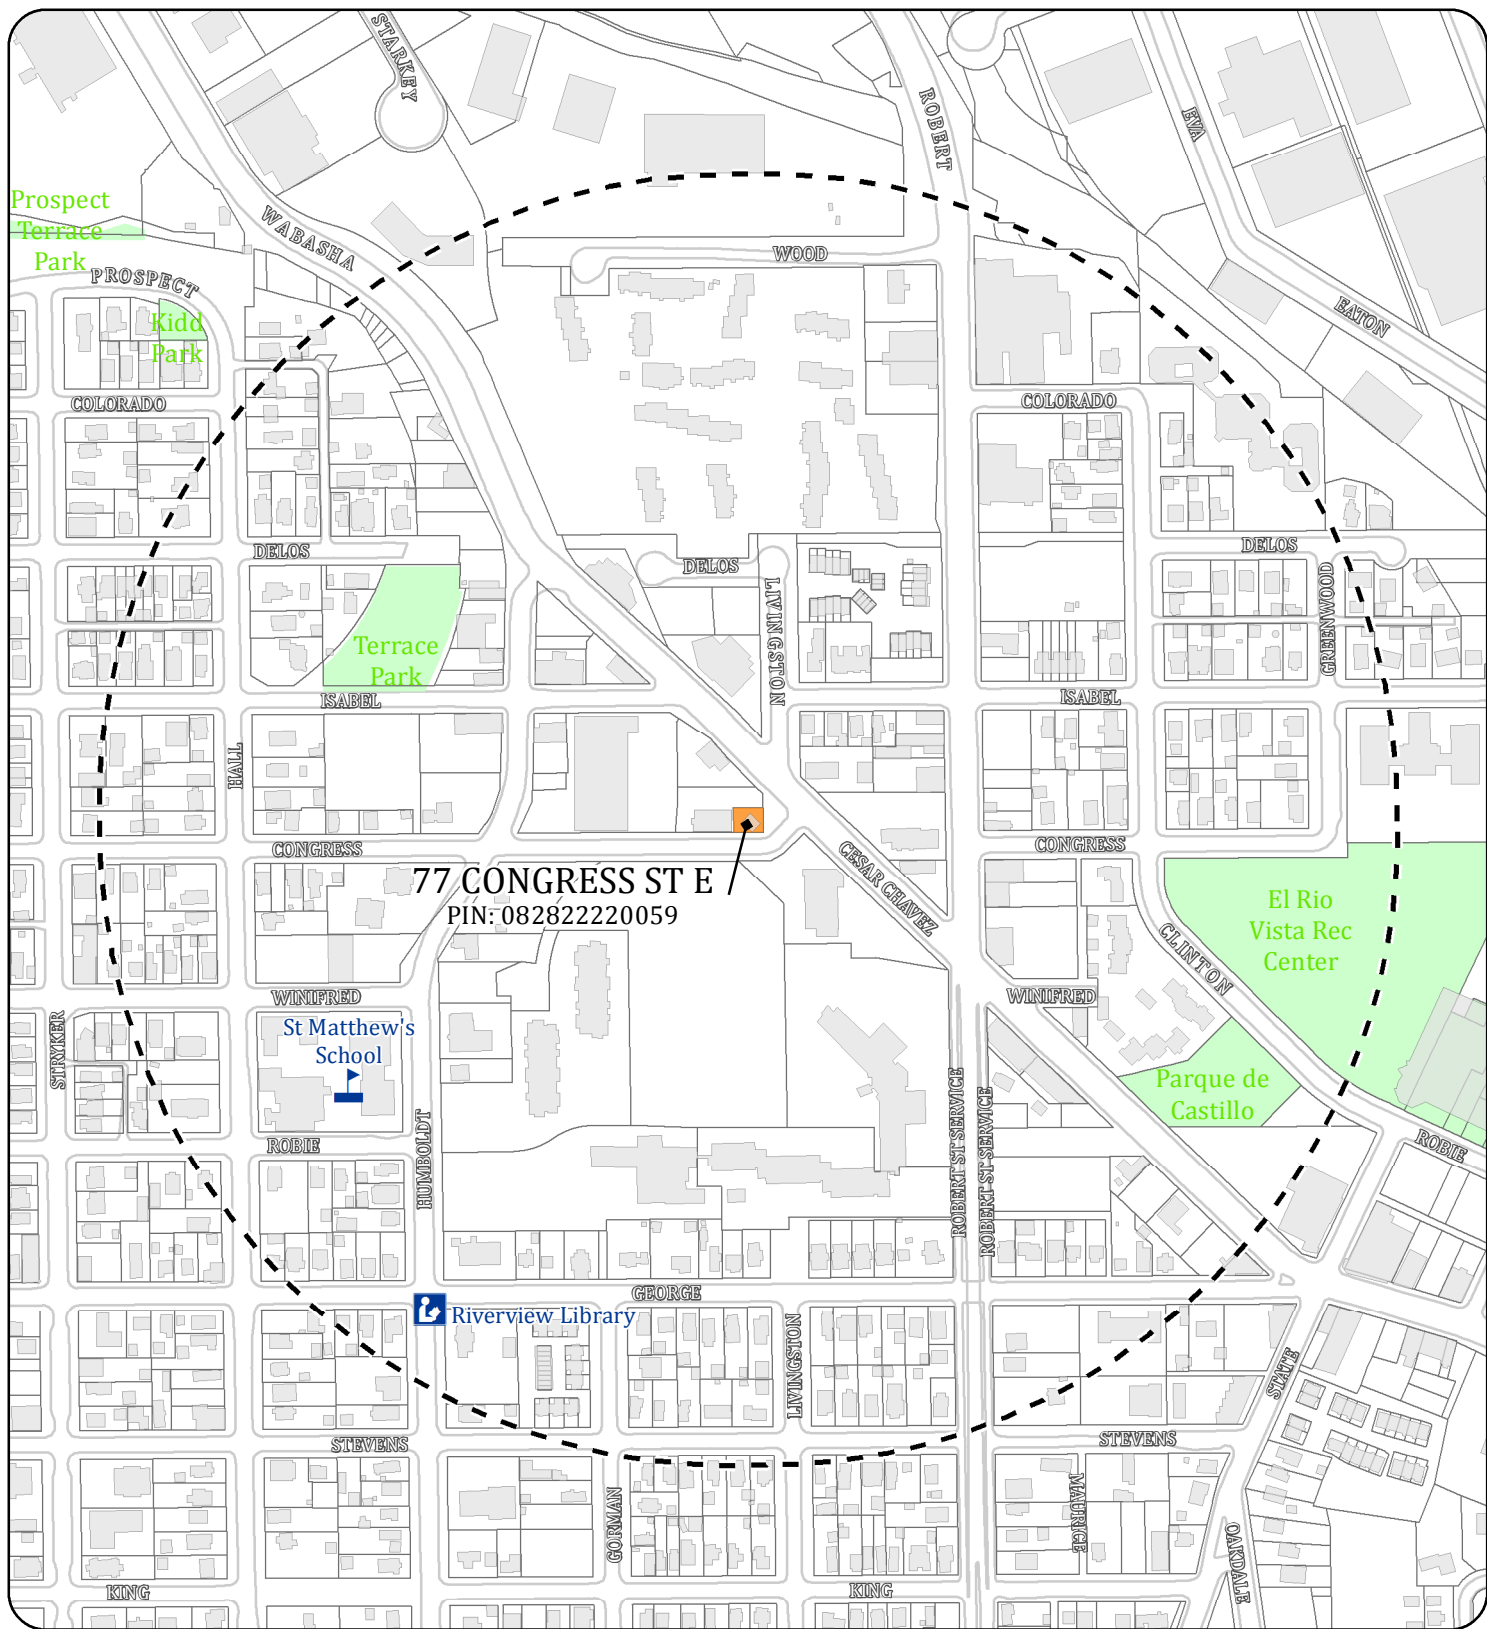 STARKEY
ROBERT
EVA
Prospect
Terrace
Park
WABASHA
WOOD
PROSPECT
EATON
Kidd
Park
COLORADO
COLORADO
DELOS
DELOS
DELOS
LIVINGSTON
GREENWOOD
Terrace
Park
ISABEL
ISABEL
HALL
CONGRESS
CONGRESS
CESAR CHAVEZ
77 CONGRESS ST E
PIN: 082822220059
El Rio
Vista Rec
Center
CLINTON
WINIFRED
WINIFRED
STRYKER
St Matthew's
School
ROBERT ST SERVICE
ROBERT ST SERVICE
Parque de
Castillo
HUMBOLDT
ROBIE
ROBIE
GEORGE
Riverview Library
LIVINGSTON
STATE
STEVENS
STEVENS
GORMAN
MAURICE
OAKDALE
KING
KING